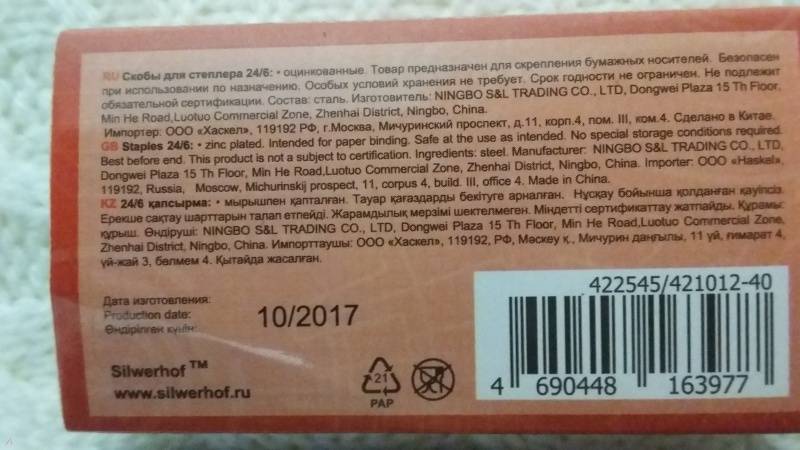 RU Скобы для степлера 24/6: • оцинкованные. Товар предназначен для скрепления бумажных носителей. Безопасен
при использовании по назначению. Особых условий хранения не требует. Срок годности не ограничен. Не подлежит
обязательной сертификации. Состав: сталь. Изготовитель: NINGBO S&L TRADING CO., LTD, Dongwei Plaza 15 Th Floor,
Min He Road,Luotuo Commercial Zone, Zhenhai District, Ningbo, China.
Импортер: ООО «Хаскел», 119192 РФ, г.Москва, Мичуринский проспект, д.11, корп.4, пом. III, ком.4. Сделано в Китае.
GB Staples 24/6: • zinc plated. Intended for paper binding. Safe at the use as intended. No special storage conditions required.
Best before end. This product is not a subject to certification. Ingredients: steel. Manufacturer: NINGBO S&L TRADING CO., LTD,
Dongwei Plaza 15 Th Floor, Min He Road,Luotuo Commercial Zone, Zhenhai District, Ningbo, China. Importer: ООО «Haskel»,
119192, Russia, Moscow, Michurinskij prospect, 11, corpus 4, build. III, office 4. Made in China.
KZ 24/6 қапсырма: • мырышпен қапталған. Тауар қағаздарды бекітуге арналған. Нұсқау бойынша қолданған қауіпсіз.
Ерекше сақтау шарттарын талап етпейді. Жарамдылық мерзімі шектелмеген. Міндетті сертификаттау жатпайды. Құрамы:
құрыш. Өндіруші: NINGBO S&L TRADING CO., LTD, Dongwei Plaza 15 Th Floor, Min He Road,Luotuo Commercial Zone,
Zhenhai District, Ningbo, China. Импорттаушы: ООО «Хаскел», 119192, РФ, Мәскеу қ., Мичурин даңғылы, 11 үй, ғимарат 4,
үй-жай 3, бөлмем 4. Қытайда жасалған.
422545/421012-40
Дата изготовления:
Production date:
Өндірілген күнін:
10/2017
Silwerhof TM
www.silwerhof.ru
21
PAP
4 690448 163977